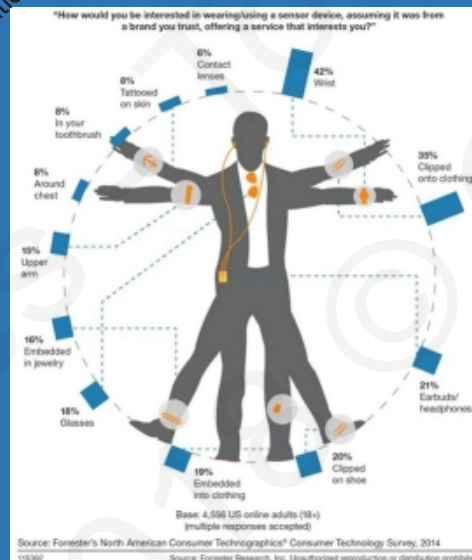 "How would you be interested in wearing/using a sensor device, assuming it was from
a brand you trust, offering a service that interests you?"
6%
Contact
lenses
42%
Wrist
8%
Tattooed
on skin
8%
In your
toothbrush
35%
Clipped
onto clothing
8%
Around
chest
15%
Upper
arm
16%
Embedded
in jewelry
21%
Earbuds/
headphones
18%
Glasses
19%
Embedded
into clothing
20%
Clipped
on shoe
Base: 4,556 US online adults (18+)
(multiple responses accepted)
Source: Forrester's North American Consumer Technographics® Consumer Technology Survey, 2014
Source: Forrester Research, Inc. Unauthorized reproduction or distribution prohibited.